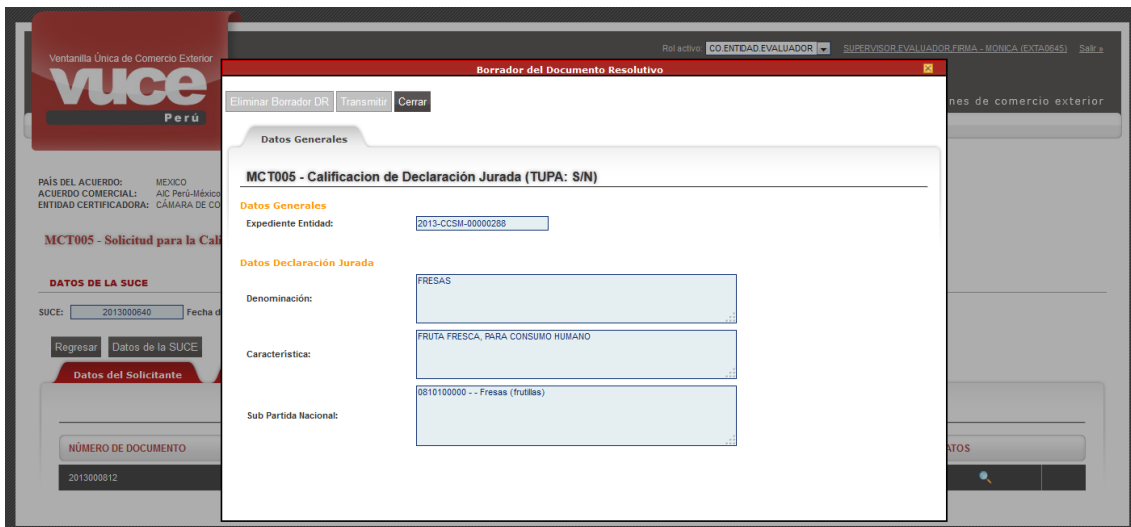 Ventanilla Única de Comercio Exterior
vuce
Perú
Rol activo: CO.ENTIDAD.EVALUADOR SUPERVISOR.EVALUADOR.FIRMA - MONICA (EXTA0645) Salir »
nes de comercio exterior
Borrador del Documento Resolutivo
Eliminar Borrador DR Transmitir Cerrar
Datos Generales
MCT005 - Calificacion de Declaración Jurada (TUPA: S/N)
Datos Generales
Expediente Entidad: 2013-CCSM-00000288
Datos Declaración Jurada
Denominación: FRESAS
Característica: FRUTA FRESCA, PARA CONSUMO HUMANO
Sub Partida Nacional: 0810100000 - - Fresas (frutillas)
PAÍS DEL ACUERDO: MEXICO
ACUERDO COMERCIAL: AIC Perú-México
ENTIDAD CERTIFICADORA: CÁMARA DE CO
MCT005 - Solicitud para la Cali
DATOS DE LA SUCE
SUCE: 2013000640 Fecha d
Regresar Datos de la SUCE
Datos del Solicitante
NÚMERO DE DOCUMENTO
ATOS
2013000812